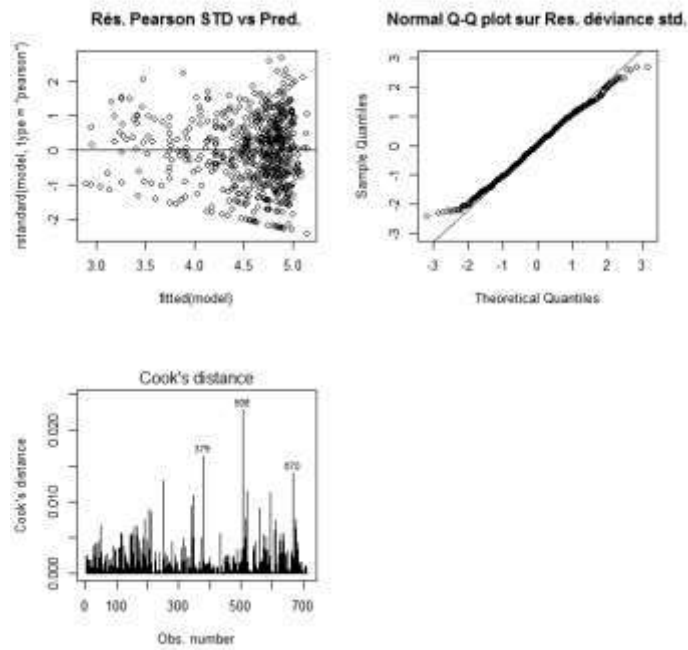 Rés. Pearson STD vs Pred.
rstandard(model, type = "pearson")
2
1
0
-1
-2
3.0 3.5 4.0 4.5 5.0
fitted(model)
Normal Q-Q plot sur Res. déviance std.
Sample Quantiles
3
2
1
0
-1
-2
-3
-3 -2 -1 0 1 2 3
Theoretical Quantiles
Cook's distance
Cook's distance
0.020
0.010
0.000
379
670
0 100 300 500 700
Obs. number